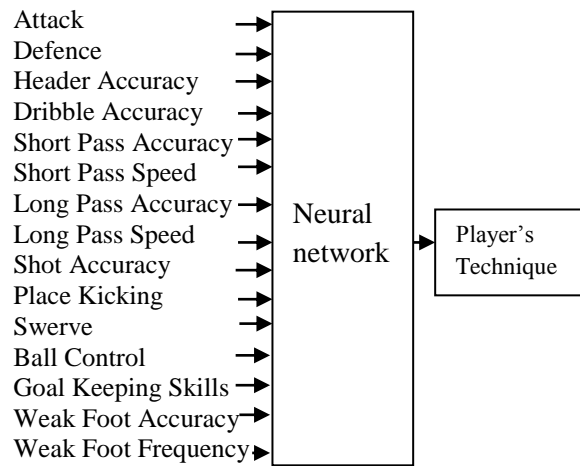 Attack
Defence
Header Accuracy
Dribble Accuracy
Short Pass Accuracy
Short Pass Speed
Long Pass Accuracy
Long Pass Speed
Shot Accuracy
Place Kicking
Swerve
Ball Control
Goal Keeping Skills
Weak Foot Accuracy
Weak Foot Frequency
Neural
network
Player’s
Technique